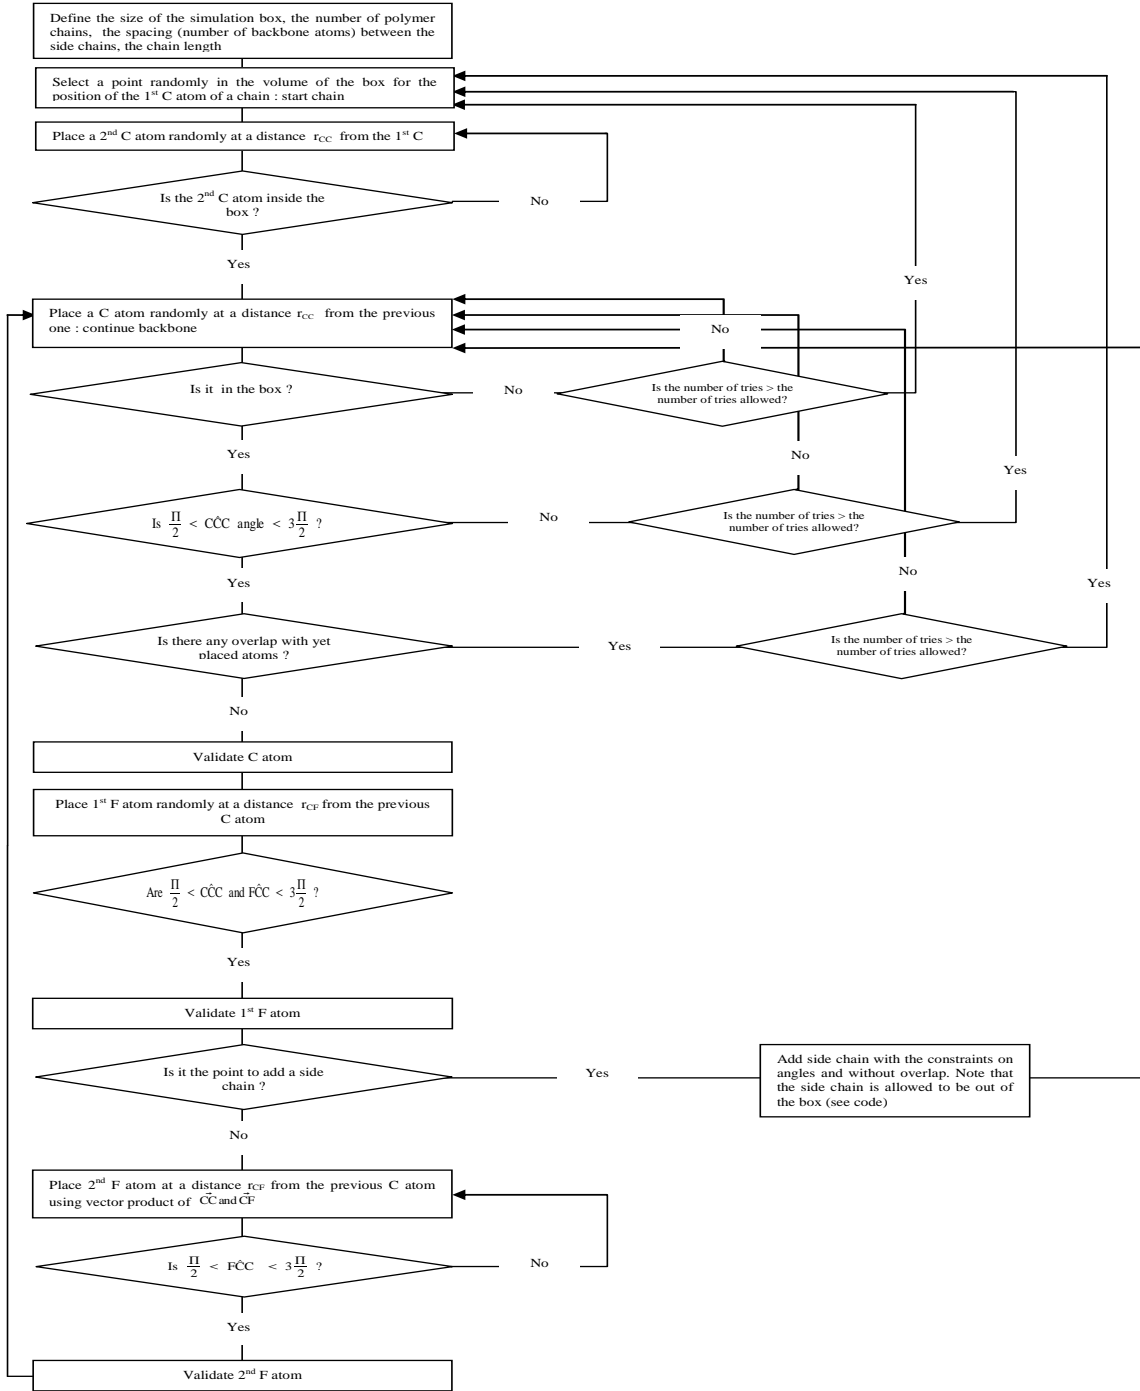 Define the size of the simulation box, the number of polymer
chains, the spacing (number of backbone atoms) between the
side chains, the chain length
Select a point randomly in the volume of the box for the
position of the 1st C atom of a chain : start chain
Place a 2nd C atom randomly at a distance rCC from the 1st C
Is the 2nd C atom inside the
box ?
No
Yes
Yes
Place a C atom randomly at a distance rCC from the previous
one : continue backbone
No
Is it in the box ?
No
Is the number of tries > the
number of tries allowed?
Yes
No
Yes
Is Π/2 < CĈC angle < 3Π/2 ?
No
Is the number of tries > the
number of tries allowed?
Yes
No
Yes
Is there any overlap with yet
placed atoms ?
Yes
Is the number of tries > the
number of tries allowed?
No
Validate C atom
Place 1st F atom randomly at a distance rCF from the previous
C atom
Are Π/2 < CĈC and FĈC < 3Π/2 ?
Yes
Validate 1st F atom
Is it the point to add a side
chain ?
Yes
Add side chain with the constraints on
angles and without overlap. Note that
the side chain is allowed to be out of
the box (see code)
No
Place 2nd F atom at a distance rCF from the previous C atom
using vector product of C⃗C and C⃗F
Is Π/2 < FĈC < 3Π/2 ?
No
Yes
Validate 2nd F atom